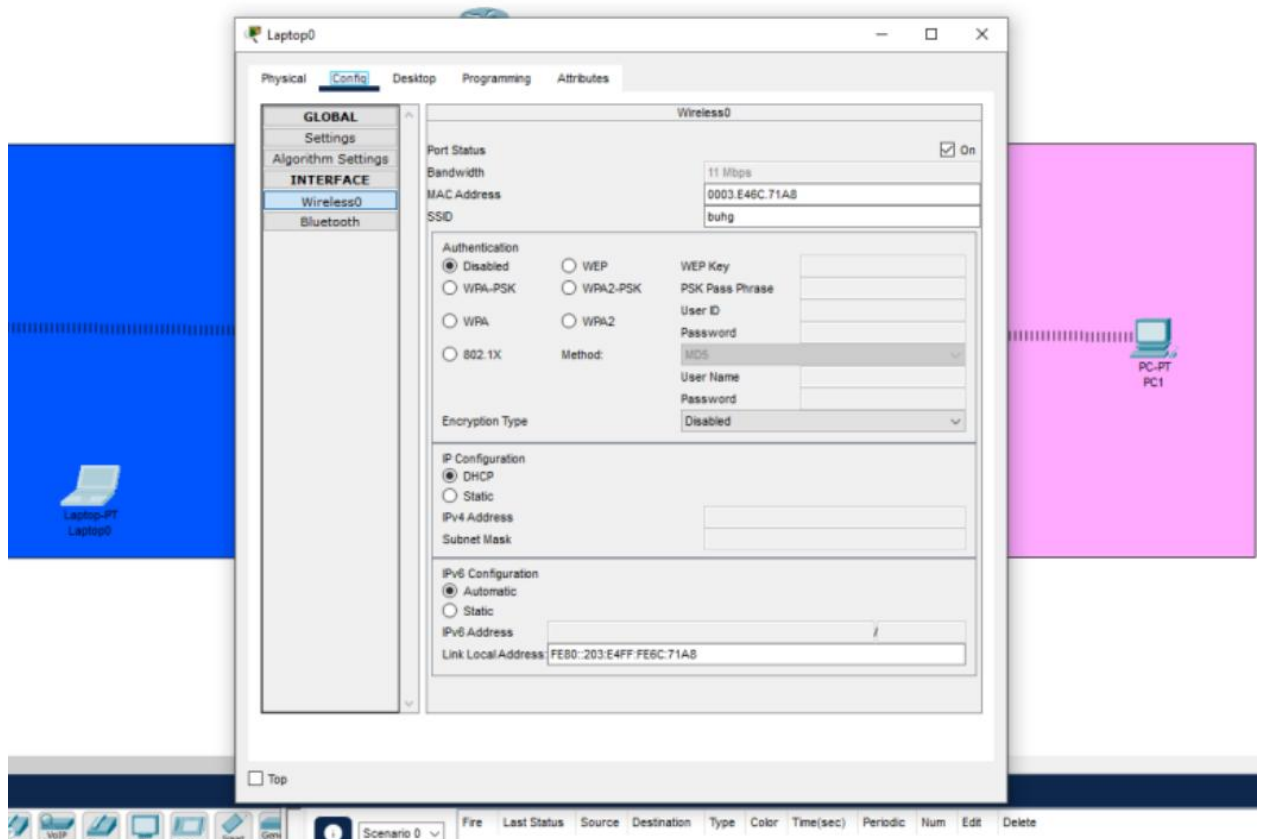 Laptop0
Physical Config Desktop Programming Attributes
GLOBAL
Settings
Algorithm Settings
INTERFACE
Wireless0
Bluetooth
Wireless0
Port Status On
Bandwidth 11 Mbps
MAC Address 0003.E46C.71A8
SSID buhg
Authentication
Disabled WEP WEP Key
WPA-PSK WPA2-PSK PSK Pass Phrase
User ID
WPA WPA2
Password
802.1X Method: MD5
User Name
Password
Encryption Type Disabled
IP Configuration
DHCP
Static
IPv4 Address
Subnet Mask
IPv6 Configuration
Automatic
Static
IPv6 Address /
Link Local Address: FE80::203:E4FF:FE6C:71A8
Top
Laptop-PT
Laptop0
PC-PT
PC1
VoIP
Scenario 0
Fire Last Status Source Destination Type Color Time(sec) Periodic Num Edit Delete